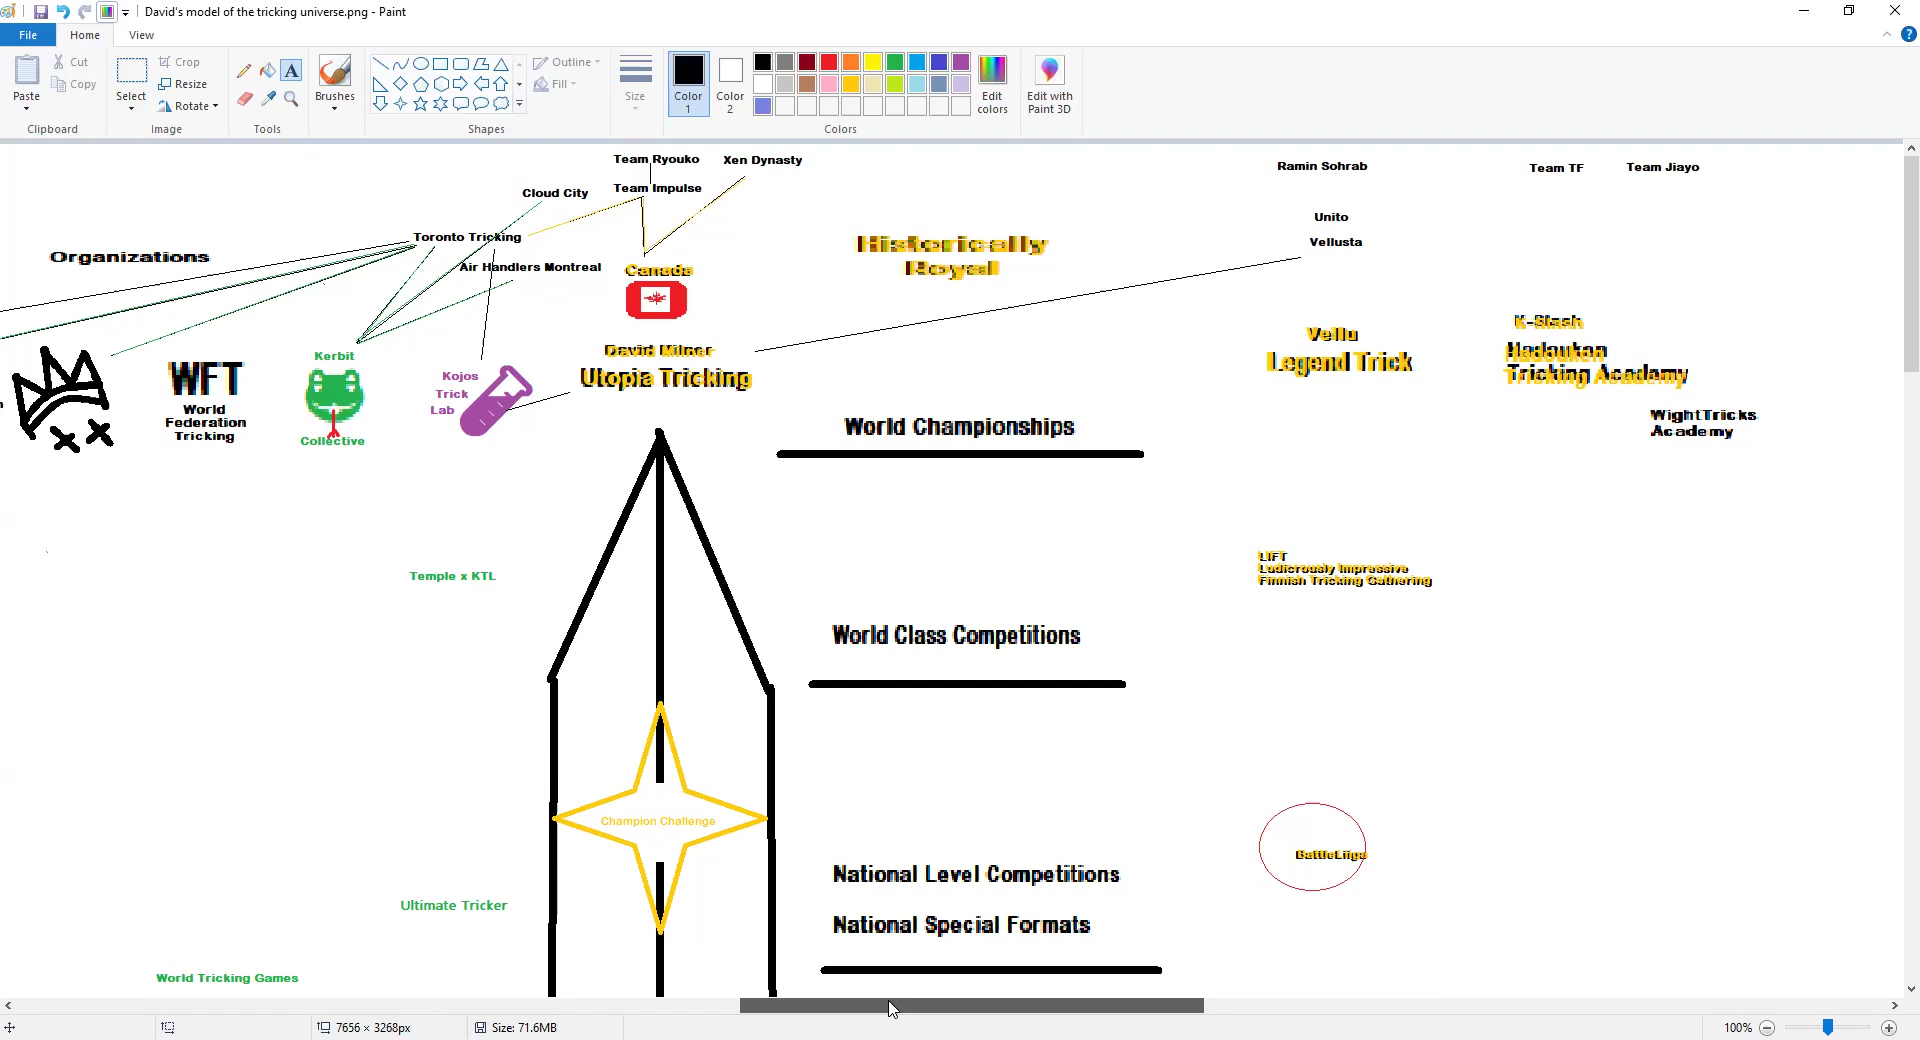 David's model of the tricking universe.png - Paint
File
Home
View
Paste
Cut
Copy
Clipboard
Select
Crop
Resize
Rotate
Image
A
Tools
Brushes
Shapes
Outline
Fill
Size
Color
1
Color
2
Edit
colors
Edit with
Paint 3D
Colors
Team Ryouko
Xen Dynasty
Team Impulse
Cloud City
Toronto Tricking
Air Handlers Montreal
Organizations
Canada
Historically
Royal
Ramin Sohrab
Unito
Vellusta
Team TF
Team Jiayo
WFT
World
Federation
Tricking
Kerbit
Collective
Kojos
Trick
Lab
David Milner
Utopia Tricking
Vellu
Legend Trick
K-Slash
Hadouken
Tricking Academy
WightTricks
Academy
World Championships
Temple x KTL
LIFT
Ludicrously Impressive
Finnish Tricking Gathering
World Class Competitions
Champion Challenge
BattleLiiga
National Level Competitions
Ultimate Tricker
National Special Formats
World Tricking Games
7656 × 3268px
Size: 71.6MB
100%